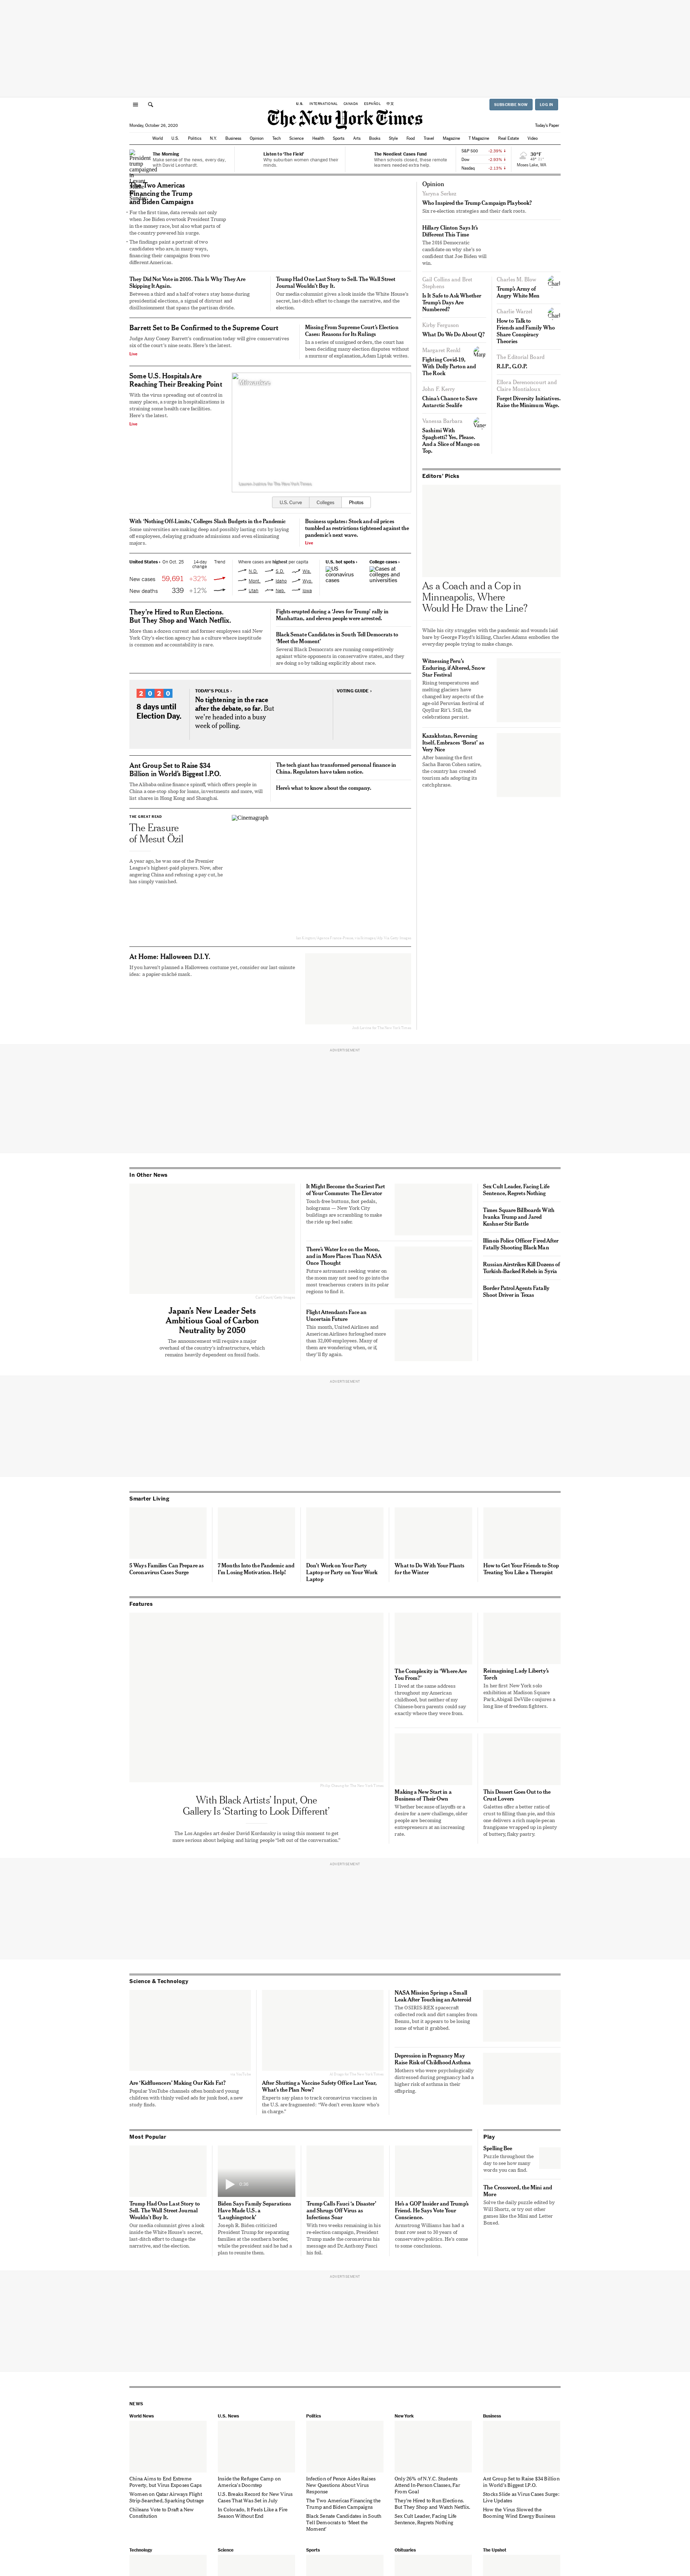 U.S.
INTERNATIONAL
CANADA
ESPAÑOL
中文
SUBSCRIBE NOW
LOG IN
The New York Times
Monday, October 26, 2020
Today's Paper
World
U.S.
Politics
N.Y.
Business
Opinion
Tech
Science
Health
Sports
Arts
Books
Style
Food
Travel
Magazine
T Magazine
Real Estate
Video
The Morning
Make sense of the news, every day, with David Leonhardt.
Listen to 'The Field'
Why suburban women changed their minds.
The Neediest Cases Fund
When schools closed, these remote learners needed extra help.
S&P 500
Dow
Nasdaq
30°F
Moses Lake, WA
President trump campaigned in
The Two Americas
Financing the Trump
and Biden Campaigns
For the first time, data reveals not only
when Joe Biden overtook President Trump
in the money race, but also what parts of
the country powered his surge.
The findings paint a portrait of two
candidates who are, in many ways,
financing their campaigns from two
different Americas.
They Did Not Vote in 2016. This Is Why They Are
Skipping It Again.
Between a third and a half of voters stay home during
presidential elections, a signal of distrust and
disillusionment that spans the partisan divide.
Trump Had One Last Story to Sell. The Wall Street
Journal Wouldn't Buy It.
Our media columnist gives a look inside the White House's
secret, last-ditch effort to change the narrative, and the
election.
Barrett Set to Be Confirmed to the Supreme Court
Judge Amy Coney Barrett's confirmation vote will give conservatives
six of the court's nine seats. Here's the latest.
Live
Missing From Supreme Court's Election
Cases: Reasons for Its Rulings
In a series of unsigned orders, the court has
been deciding many election disputes without
a murmur of explanation, Adam Liptak writes.
Some U.S. Hospitals Are
Reaching Their Breaking Point
With the virus spreading out of control in
many places, a surge in hospitalizations is
straining some health care facilities.
Here's the latest.
Live
Milwaukee.
Lauren Justice for The New York Times
U.S. Curve
Colleges
Photos
With 'Nothing Off-Limits,' Colleges Slash Budgets in the Pandemic
Some universities are making deep and possibly lasting cuts by laying
off employees, delaying graduate admissions and even eliminating
majors.
Business updates: Stock and oil prices
tumbled as restrictions tightened against the
pandemic's next wave.
Live
United States ›
On Oct. 25
14-day
change
Trend
New cases
59,691
+32%
New deaths
339
+12%
Where cases are highest per capita
N.D.
S.D.
Wis.
Mont.
Idaho
Wyo.
Utah
Neb.
Iowa
U.S. hot spots ›
US
coronavirus
cases
College cases ›
Cases at
colleges and
universities
They're Hired to Run Elections.
But They Shop and Watch Netflix.
More than a dozen current and former employees said New
York City's election agency has a culture where ineptitude
is common and accountability is rare.
Fights erupted during a 'Jews for Trump' rally in
Manhattan, and eleven people were arrested.
Black Senate Candidates in South Tell Democrats to
'Meet the Moment'
Several Black Democrats are running competitively
against white opponents in conservative states, and they
are doing so by talking explicitly about race.
2020
8 days until
Election Day.
TODAY'S POLLS ›
No tightening in the race
after the debate, so far. But
we're headed into a busy
week of polling.
VOTING GUIDE ›
Ant Group Set to Raise $34
Billion in World's Biggest I.P.O.
The Alibaba online finance spinoff, which offers people in
China a one-stop shop for loans, investments and more, will
list shares in Hong Kong and Shanghai.
The tech giant has transformed personal finance in
China. Regulators have taken notice.
Here's what to know about the company.
THE GREAT READ
The Erasure
of Mesut Özil
A year ago, he was one of the Premier
League's highest-paid players. Now, after
angering China and refusing a pay cut, he
has simply vanished.
Cinemagraph
At Home: Halloween D.I.Y.
If you haven't planned a Halloween costume yet, consider our last-minute
idea: a papier-mâché mask.
Opinion
Yaryna Serkez
Who Inspired the Trump Campaign Playbook?
Six re-election strategies and their dark roots.
Hillary Clinton Says It's
Different This Time
The 2016 Democratic
candidate on why she's so
confident that Joe Biden will
win.
Gail Collins and Bret
Stephens
Is It Safe to Ask Whether
Trump's Days Are
Numbered?
Kirby Ferguson
What Do We Do About Q?
Margaret Renkl
Fighting Covid-19,
With Dolly Parton and
The Rock
John F. Kerry
China's Chance to Save
Antarctic Sealife
Vanessa Barbara
Sashimi With
Spaghetti? Yes, Please.
And a Slice of Mango on
Top.
Charles M. Blow
Trump's Army of
Angry White Men
Charlie Warzel
How to Talk to
Friends and Family Who
Share Conspiracy
Theories
The Editorial Board
R.I.P., G.O.P.
Ellora Derenoncourt and
Claire Montialoux
Forget Diversity Initiatives.
Raise the Minimum Wage.
Editors' Picks
As a Coach and a Cop in
Minneapolis, Where
Would He Draw the Line?
While his city struggles with the pandemic and wounds laid
bare by George Floyd's killing, Charles Adams embodies the
everyday people trying to make change.
Witnessing Peru's
Enduring, if Altered, Snow
Star Festival
Rising temperatures and
melting glaciers have
changed key aspects of the
age-old Peruvian festival of
Qoyllur Rit'i. Still, the
celebrations persist.
Kazakhstan, Reversing
Itself, Embraces 'Borat' as
Very Nice
After banning the first
Sacha Baron Cohen satire,
the country has created
tourism ads adopting its
catchphrase.
ADVERTISEMENT
In Other News
Japan's New Leader Sets
Ambitious Goal of Carbon
Neutrality by 2050
The announcement will require a major
overhaul of the country's infrastructure, which
remains heavily dependent on fossil fuels.
It Might Become the Scariest Part
of Your Commute: The Elevator
Touch-free buttons, foot pedals,
holograms — New York City
buildings are scrambling to make
the ride up feel safer.
There's Water Ice on the Moon,
and in More Places Than NASA
Once Thought
Future astronauts seeking water on
the moon may not need to go into the
most treacherous craters in its polar
regions to find it.
Flight Attendants Face an
Uncertain Future
This month, United Airlines and
American Airlines furloughed more
than 32,000 employees. Many of
them are wondering when, or if,
they'll fly again.
Sex Cult Leader, Facing Life
Sentence, Regrets Nothing
Times Square Billboards With
Ivanka Trump and Jared
Kushner Stir Battle
Illinois Police Officer Fired After
Fatally Shooting Black Man
Russian Airstrikes Kill Dozens of
Turkish-Backed Rebels in Syria
Border Patrol Agents Fatally
Shoot Driver in Texas
ADVERTISEMENT
Smarter Living
5 Ways Families Can Prepare as
Coronavirus Cases Surge
7 Months Into the Pandemic and
I'm Losing Motivation. Help!
Don't Work on Your Party
Laptop or Party on Your Work
Laptop
What to Do With Your Plants
for the Winter
How to Get Your Friends to Stop
Treating You Like a Therapist
Features
With Black Artists' Input, One
Gallery Is 'Starting to Look Different'
The Los Angeles art dealer David Kordansky is using this moment to get
more serious about helping and hiring people "left out of the conversation."
The Complexity in 'Where Are
You From?'
I lived at the same address
throughout my American
childhood, but neither of my
Chinese-born parents could say
exactly where they were from.
Reimagining Lady Liberty's
Torch
In her first New York solo
exhibition at Madison Square
Park, Abigail DeVille conjures a
long line of freedom fighters.
Making a New Start in a
Business of Their Own
Whether because of layoffs or a
desire for a new challenge, older
people are becoming
entrepreneurs at an increasing
rate.
This Dessert Goes Out to the
Crust Lovers
Galettes offer a better ratio of
crust to filling than pie, and this
one delivers a rich maple-pecan
frangipane wrapped up in plenty
of buttery, flaky pastry.
ADVERTISEMENT
Science & Technology
Are 'Kidfluencers' Making Our Kids Fat?
Popular YouTube channels often bombard young
children with thinly veiled ads for junk food, a new
study finds.
After Shutting a Vaccine Safety Office Last Year,
What's the Plan Now?
Experts say plans to track coronavirus vaccines in
the U.S. are fragmented: "We don't even know who's
in charge."
NASA Mission Springs a Small
Leak After Touching an Asteroid
The OSIRIS-REX spacecraft
collected rock and dirt samples from
Bennu, but it appears to be losing
some of what it grabbed.
Depression in Pregnancy May
Raise Risk of Childhood Asthma
Mothers who were psychologically
distressed during pregnancy had a
higher risk of asthma in their
offspring.
Most Popular
Trump Had One Last Story to
Sell. The Wall Street Journal
Wouldn't Buy It.
Our media columnist gives a look
inside the White House's secret,
last-ditch effort to change the
narrative, and the election.
Biden Says Family Separations
Have Made U.S. a
'Laughingstock'
Joseph R. Biden criticized
President Trump for separating
families at the southern border,
while the president said he had a
plan to reunite them.
Trump Calls Fauci 'a Disaster'
and Shrugs Off Virus as
Infections Soar
With two weeks remaining in his
re-election campaign, President
Trump made the coronavirus his
message and Dr. Anthony Fauci
his foil.
He's a GOP Insider and Trump's
Friend. He Says Vote Your
Conscience.
Armstrong Williams has had a
front row seat to 30 years of
conservative politics. He's come
to some conclusions.
Play
Spelling Bee
Puzzle throughout the
day to see how many
words you can find.
The Crossword, the Mini and
More
Solve the daily puzzle edited by
Will Shortz, or try out other
games like the Mini and Letter
Boxed.
ADVERTISEMENT
NEWS
World News
China Aims to End Extreme
Poverty, but Virus Exposes Gaps
Women on Qatar Airways Flight
Strip-Searched, Sparking Outrage
Chileans Vote to Draft a New
Constitution
U.S. News
Inside the Refugee Camp on
America's Doorstep
U.S. Breaks Record for New Virus
Cases That Was Set in July
In Colorado, It Feels Like a Fire
Season Without End
Politics
Infection of Pence Aides Raises
New Questions About Virus
Response
The Two Americas Financing the
Trump and Biden Campaigns
Black Senate Candidates in South
Tell Democrats to 'Meet the
Moment'
New York
Only 26% of N.Y.C. Students
Attend In-Person Classes, Far
From Goal
They're Hired to Run Elections.
But They Shop and Watch Netflix.
Sex Cult Leader, Facing Life
Sentence, Regrets Nothing
Business
Ant Group Set to Raise $34 Billion
in World's Biggest I.P.O.
Stocks Slide as Virus Cases Surge:
Live Updates
How the Virus Slowed the
Booming Wind Energy Business
Technology
Science
Sports
Obituaries
The Upshot